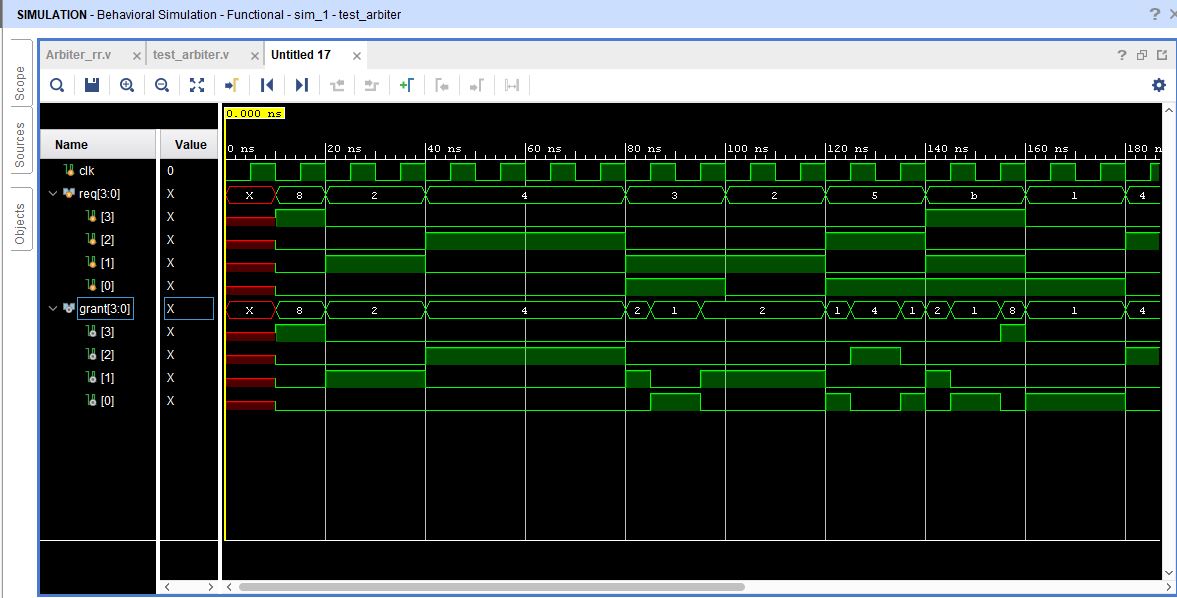 SIMULATION - Behavioral Simulation - Functional - sim_1 - test_arbiter
? ×
Scope
Sources
Objects
Arbiter_rr.v ×
test_arbiter.v ×
Untitled 17 ×
?
0.000 ns
Name Value
0 ns 20 ns 40 ns 60 ns 80 ns 100 ns 120 ns 140 ns 160 ns 180 n
clk 0
req[3:0] X X 8 2 4 3 2 5 b 1 4
[3] X
[2] X
[1] X
[0] X
grant[3:0] X X 8 2 4 2 1 2 1 4 1 2 1 8 1 4
[3] X
[2] X
[1] X
[0] X